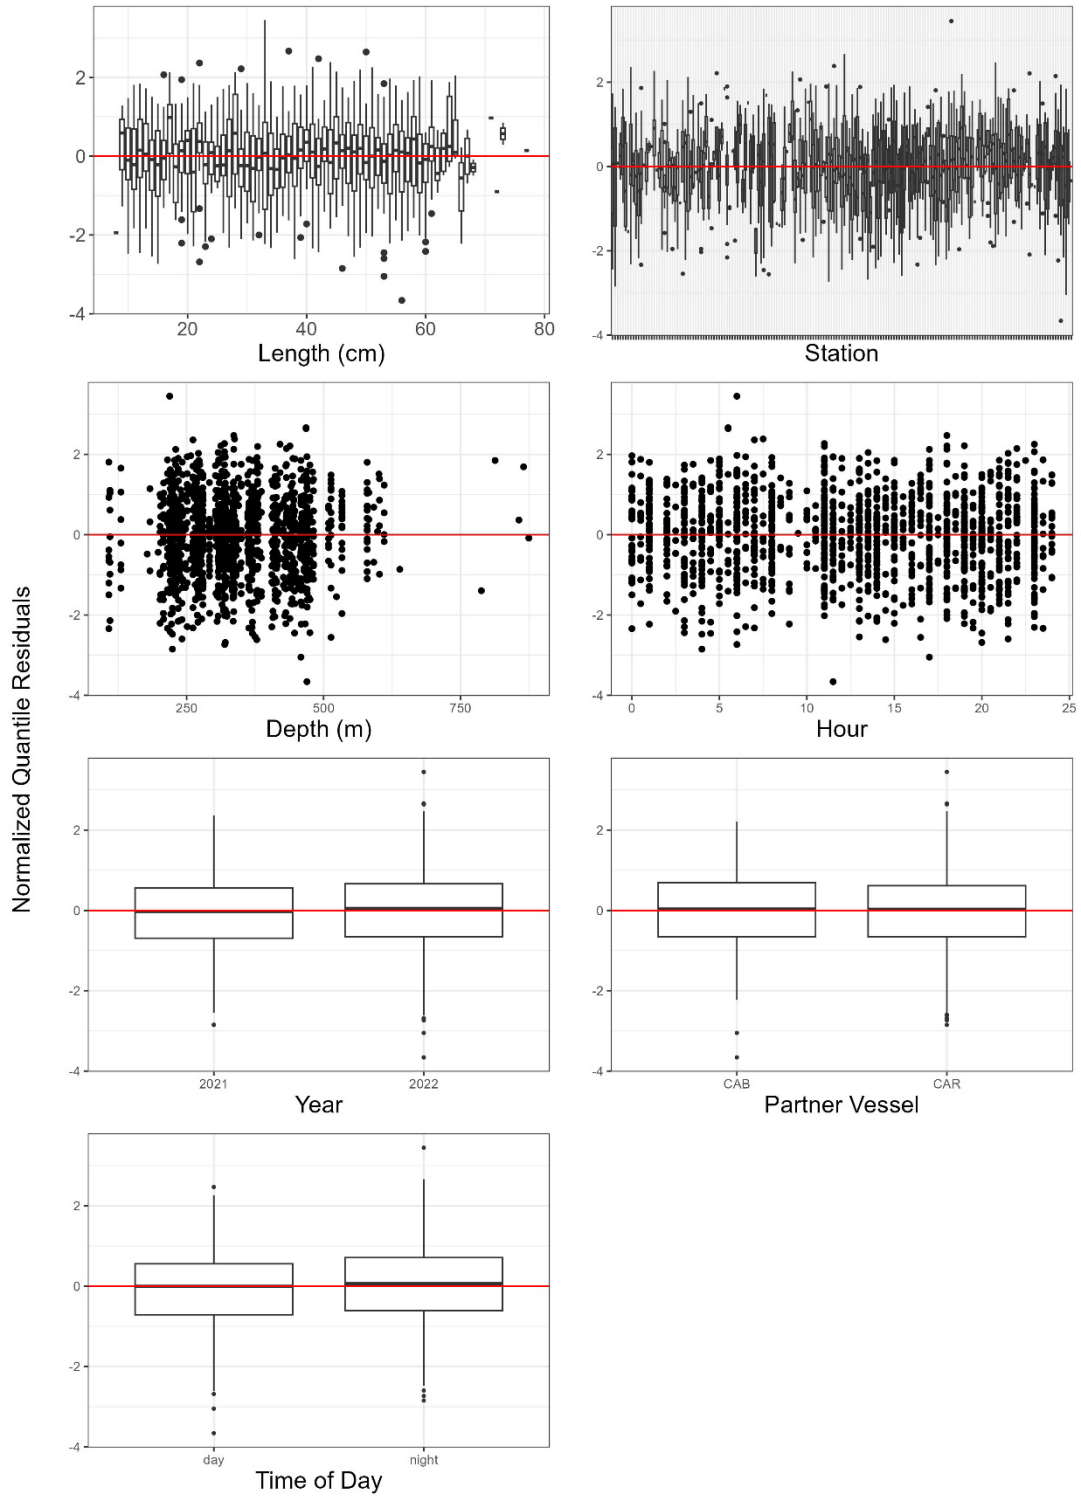 Normalized Quantile Residuals
2
0
-2
-4
20 40 60 80
Length (cm)
2
0
-2
-4
Station
2
0
-2
-4
250 500 750
Depth (m)
2
0
-2
-4
0 5 10 15 20 25
Hour
2
0
-2
-4
2021 2022
Year
2
0
-2
-4
CAB CAR
Partner Vessel
2
0
-2
-4
day night
Time of Day